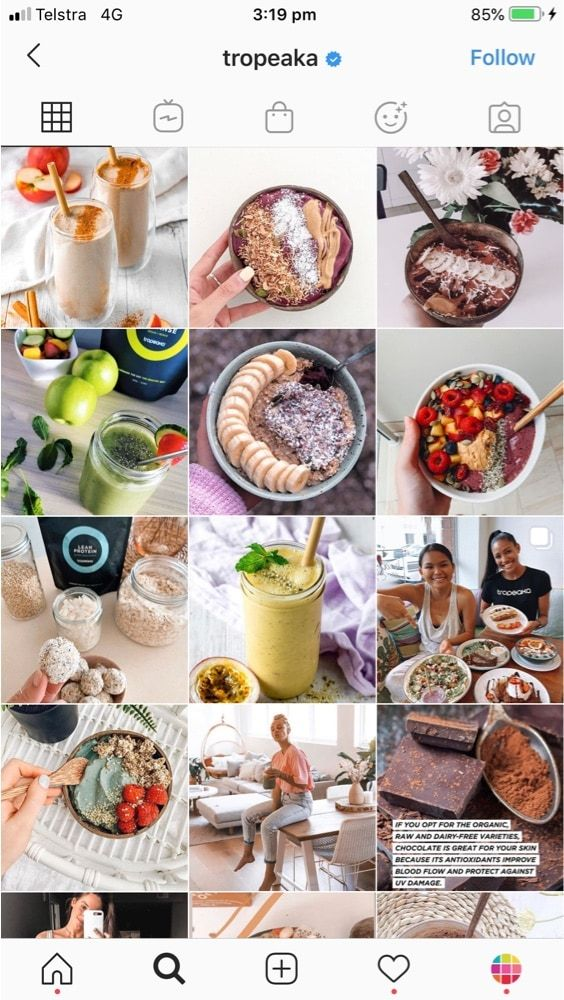 Telstra 4G 3:19 pm 85%
tropeaka
Follow
tropeaka
LEAN
PROTEIN
tropeaka
IF YOU OPT FOR THE ORGANIC,
RAW AND DAIRY-FREE VARIETIES,
CHOCOLATE IS GREAT FOR YOUR SKIN
BECAUSE ITS ANTIOXIDANTS IMPROVE
BLOOD FLOW AND PROTECT AGAINST
UV DAMAGE.